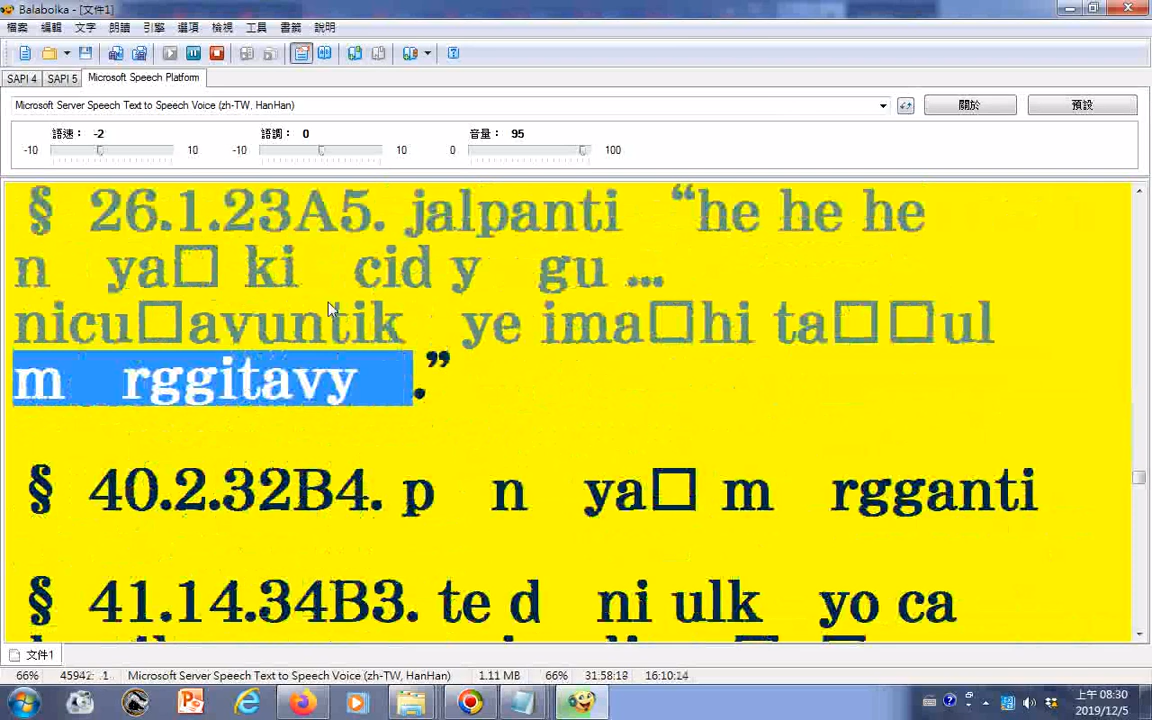 Balabolka - [文件1]
檔案 編輯 文字 朗讀 引擎 選項 檢視 工具 書籤 說明
SAPI 4 SAPI 5 Microsoft Speech Platform
Microsoft Server Speech Text to Speech Voice (zh-TW, HanHan) 關於 預設
語速： -2 語調： 0 音量： 95
-10 10 -10 10 0 100
§ 26.1.23A5. jalpanti “he he he
n ya□ ki cid y gu ...
nicu□avuntik ye ima□hi ta□□ul
m rggitavy .”
§ 40.2.32B4. p n ya□ m rgganti
§ 41.14.34B3. te d ni ulk yo ca
文件1
66% 45942: .1 Microsoft Server Speech Text to Speech Voice (zh-TW, HanHan) 1.11 MB 66% 31:58:18 16:10:14
上午 08:30
2019/12/5